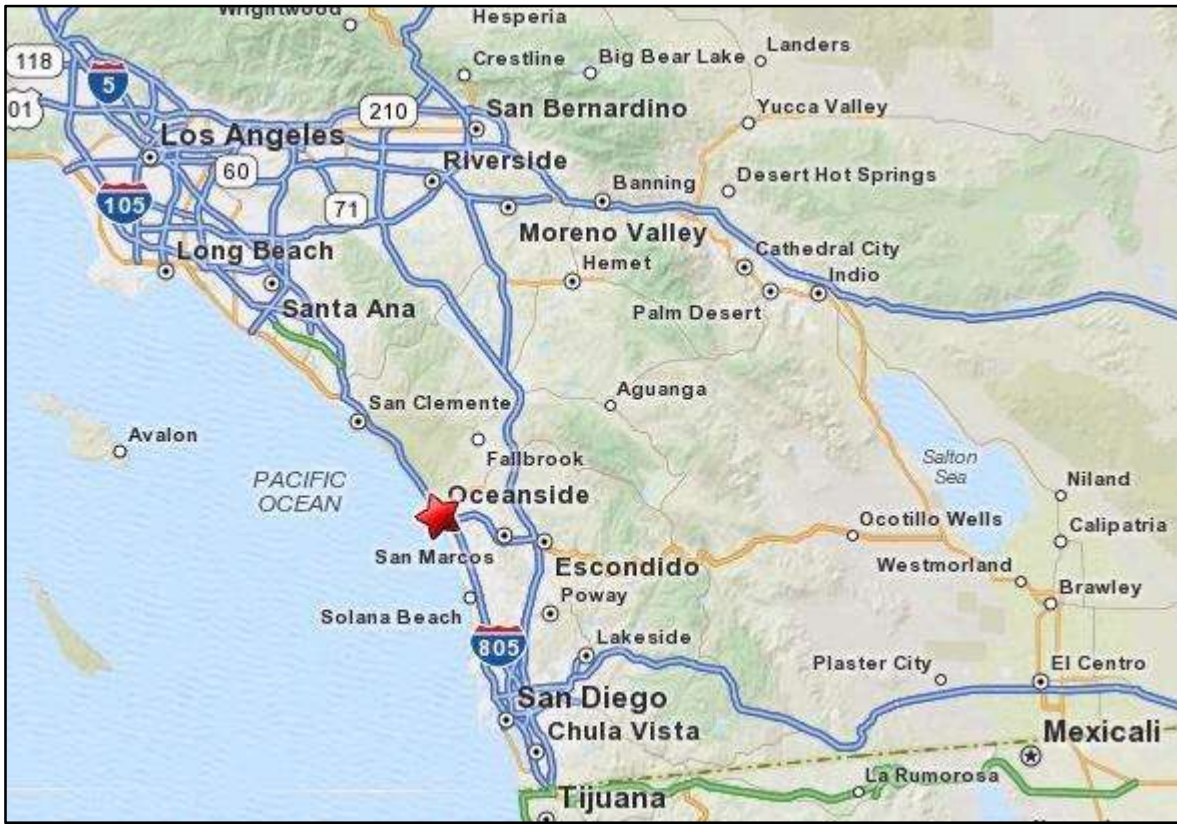 Wrightwood
Hesperia
Crestline
Big Bear Lake
Landers
118
5
01
210
San Bernardino
Yucca Valley
Los Angeles
60
Riverside
Banning
Desert Hot Springs
105
71
Moreno Valley
Long Beach
Hemet
Cathedral City
Indio
Santa Ana
Palm Desert
San Clemente
Aguanga
Avalon
Fallbrook
Salton
Sea
PACIFIC
OCEAN
Oceanside
Niland
Ocotillo Wells
Calipatria
San Marcos
Escondido
Westmorland
Brawley
Solana Beach
Poway
805
Lakeside
Plaster City
El Centro
San Diego
Chula Vista
Mexicali
La Rumorosa
Tijuana